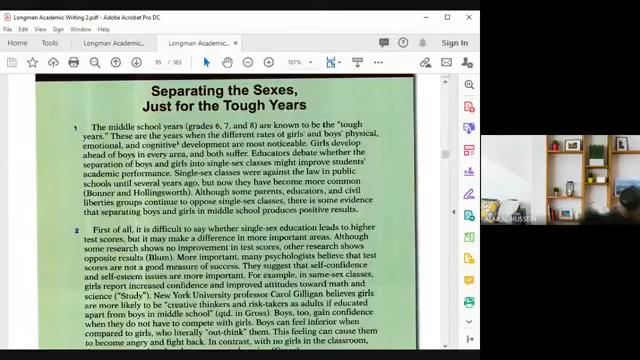 Longman Academic Writing 2.pdf - Adobe Acrobat Pro DC
File Edit View Sign Window Help
Home Tools Longman Academic... Longman Academic... × Sign In
95 / 363 101%
Separating the Sexes,
Just for the Tough Years
1 The middle school years (grades 6, 7, and 8) are known to be the "tough
years." These are the years when the different rates of girls' and boys' physical,
emotional, and cognitive¹ development are most noticeable. Girls develop
ahead of boys in every area, and both suffer. Educators debate whether the
separation of boys and girls into single-sex classes might improve students'
academic performance. Single-sex classes were against the law in public
schools until several years ago, but now they have become more common
(Bonner and Hollingsworth). Although some parents, educators, and civil
liberties groups continue to oppose single-sex classes, there is some evidence
that separating boys and girls in middle school produces positive results.
2 First of all, it is difficult to say whether single-sex education leads to higher
test scores, but it may make a difference in more important areas. Although
some research shows no improvement in test scores, other research shows
opposite results (Blum). More important, many psychologists believe that test
scores are not a good measure of success. They suggest that self-confidence
and self-esteem issues are more important. For example, in same-sex classes,
girls report increased confidence and improved attitudes toward math and
science ("Study"). New York University professor Carol Gilligan believes girls
are more likely to be "creative thinkers and risk-takers as adults if educated
apart from boys in middle school" (qtd. in Gross). Boys, too, gain confidence
when they do not have to compete with girls. Boys can feel inferior when
compared to girls, who literally "out-think" them. This feeling can cause them
to become angry and fight back. In contrast, with no girls in the classroom,